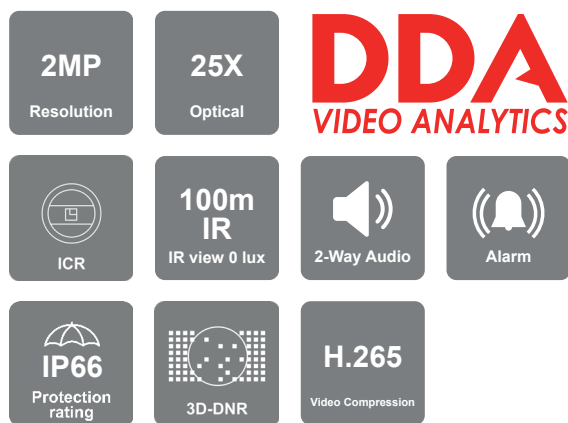 2MP
Resolution
25X
Optical
DDA
VIDEO ANALYTICS
ICR
100m
IR
IR view 0 lux
2-Way Audio
Alarm
IP66
Protection
rating
3D-DNR
H.265
Video Compression